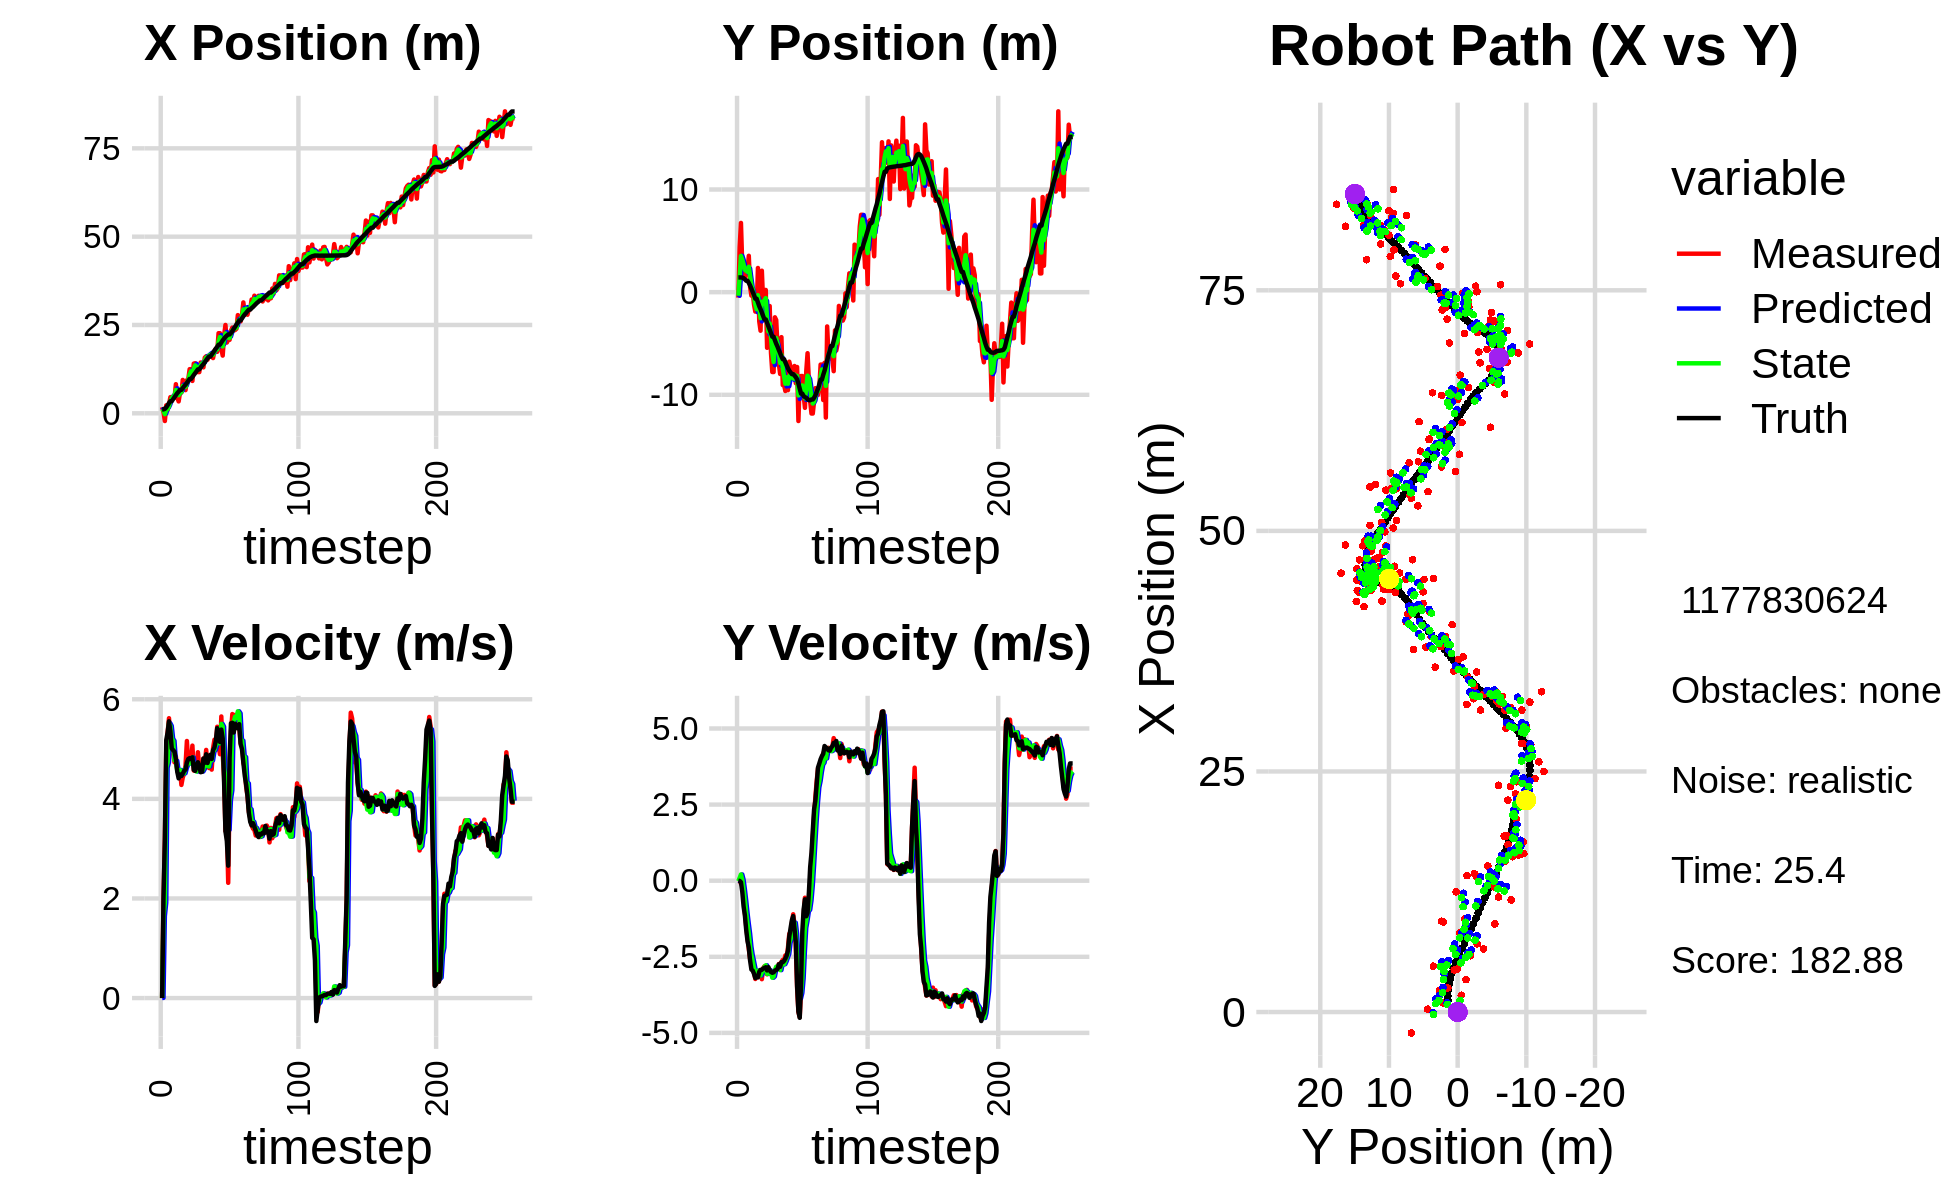 X Position (m)
75
50
25
0
0
100
200
timestep
Y Position (m)
10
0
-10
0
100
200
timestep
X Velocity (m/s)
6
4
2
0
0
100
200
timestep
Y Velocity (m/s)
5.0
2.5
0.0
-2.5
-5.0
0
100
200
timestep
Robot Path (X vs Y)
X Position (m)
75
50
25
0
20 10 0 -10 -20
Y Position (m)
variable
Measured
Predicted
State
Truth
1177830624
Obstacles: none
Noise: realistic
Time: 25.4
Score: 182.88